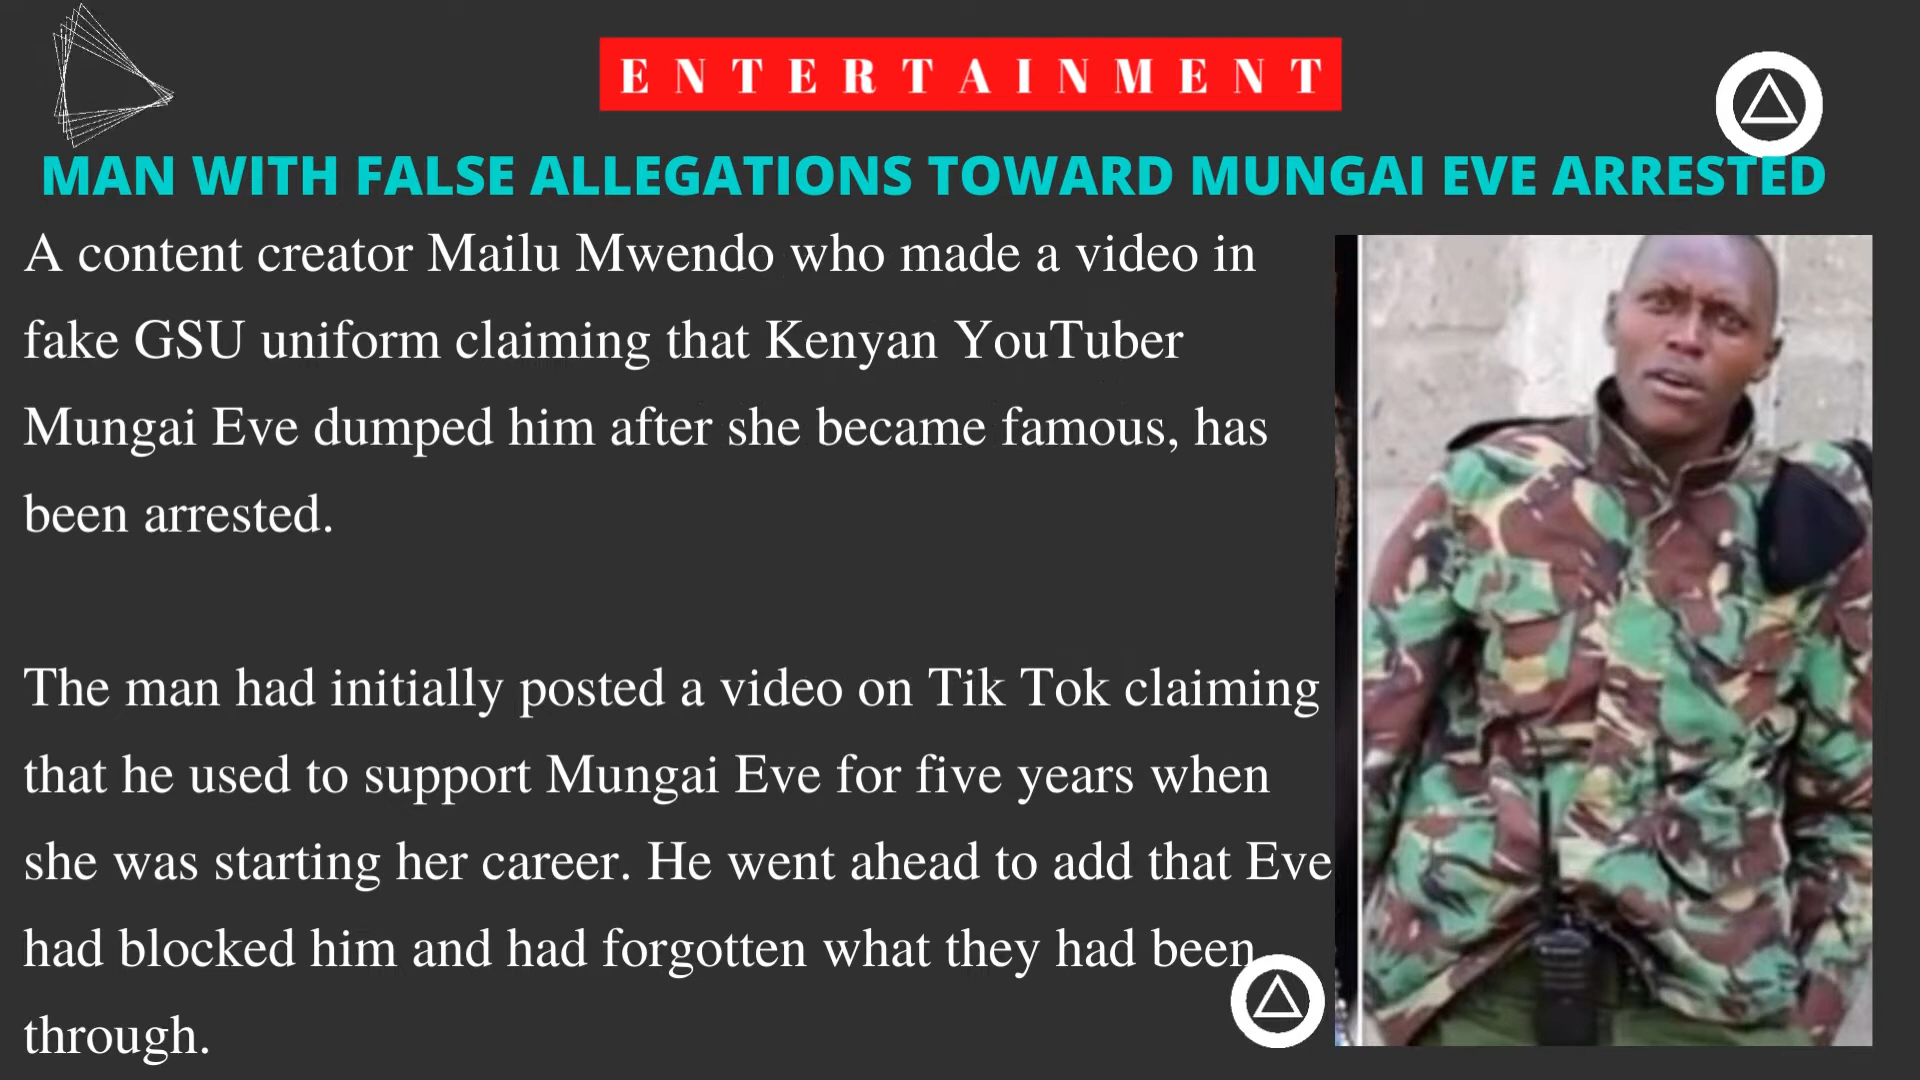 ENTERTAINMENT
MAN WITH FALSE ALLEGATIONS TOWARD MUNGAI EVE ARRESTED
A content creator Mailu Mwendo who made a video in
fake GSU uniform claiming that Kenyan YouTuber
Mungai Eve dumped him after she became famous, has
been arrested.
The man had initially posted a video on Tik Tok claiming
that he used to support Mungai Eve for five years when
she was starting her career. He went ahead to add that Eve
had blocked him and had forgotten what they had been
through.